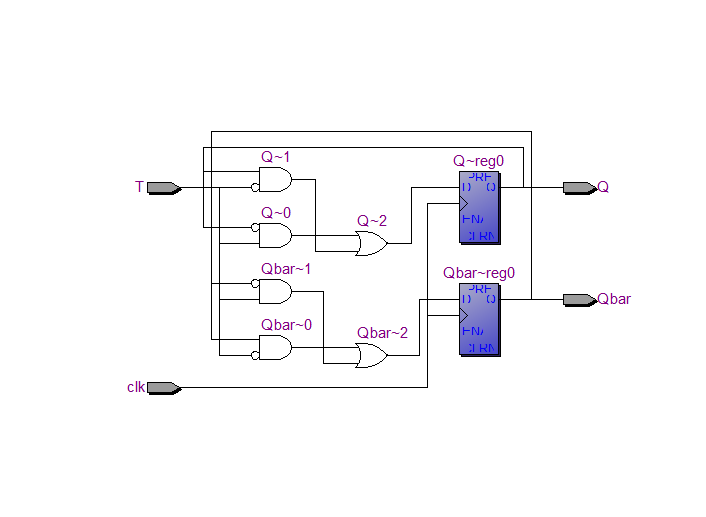 Q~1
Q~reg0
PRE
T
D Q
Q
Q~0
Q~2
ENA
CLRN
Qbar~1
Qbar~reg0
PRE
D Q
Qbar
Qbar~0
Qbar~2
ENA
CLRN
clk